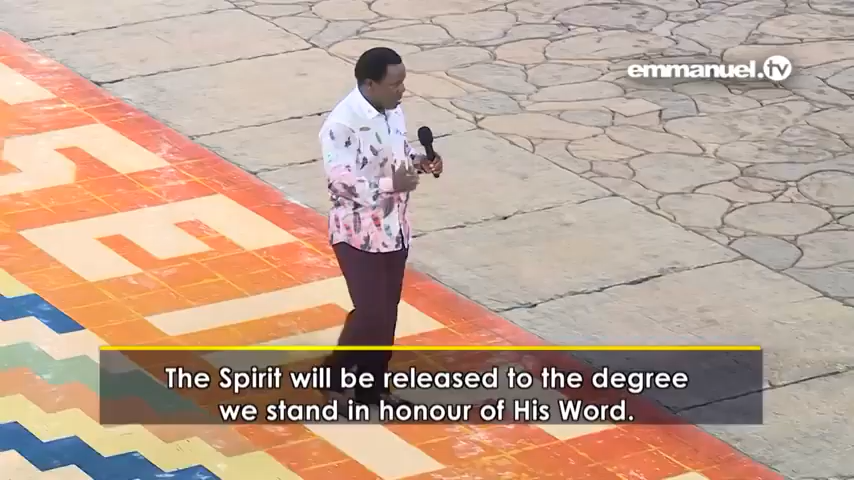 emmanuel.tv
The Spirit will be released to the degree
we stand in honour of His Word.